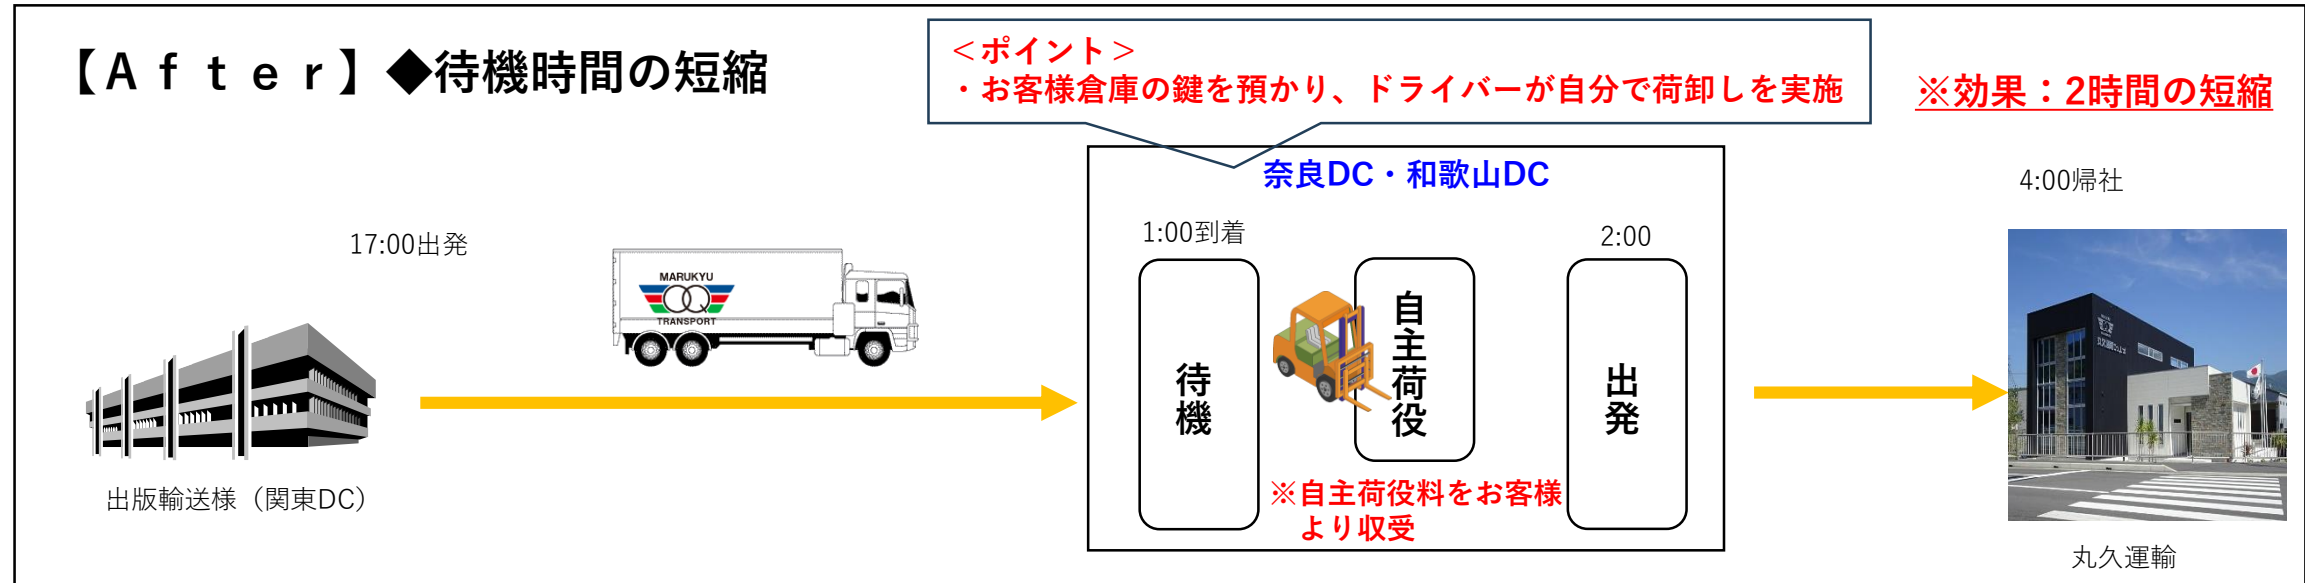 【Ａｆｔｅｒ】◆待機時間の短縮
＜ポイント＞
・お客様倉庫の鍵を預かり、ドライバーが自分で荷卸しを実施
※効果：2時間の短縮
奈良DC・和歌山DC
4:00帰社
17:00出発
1:00到着
2:00
MARUKYU
TRANSPORT
待機
自主荷役
出発
※自主荷役料をお客様
より収受
出版輸送様（関東DC）
丸久運輸